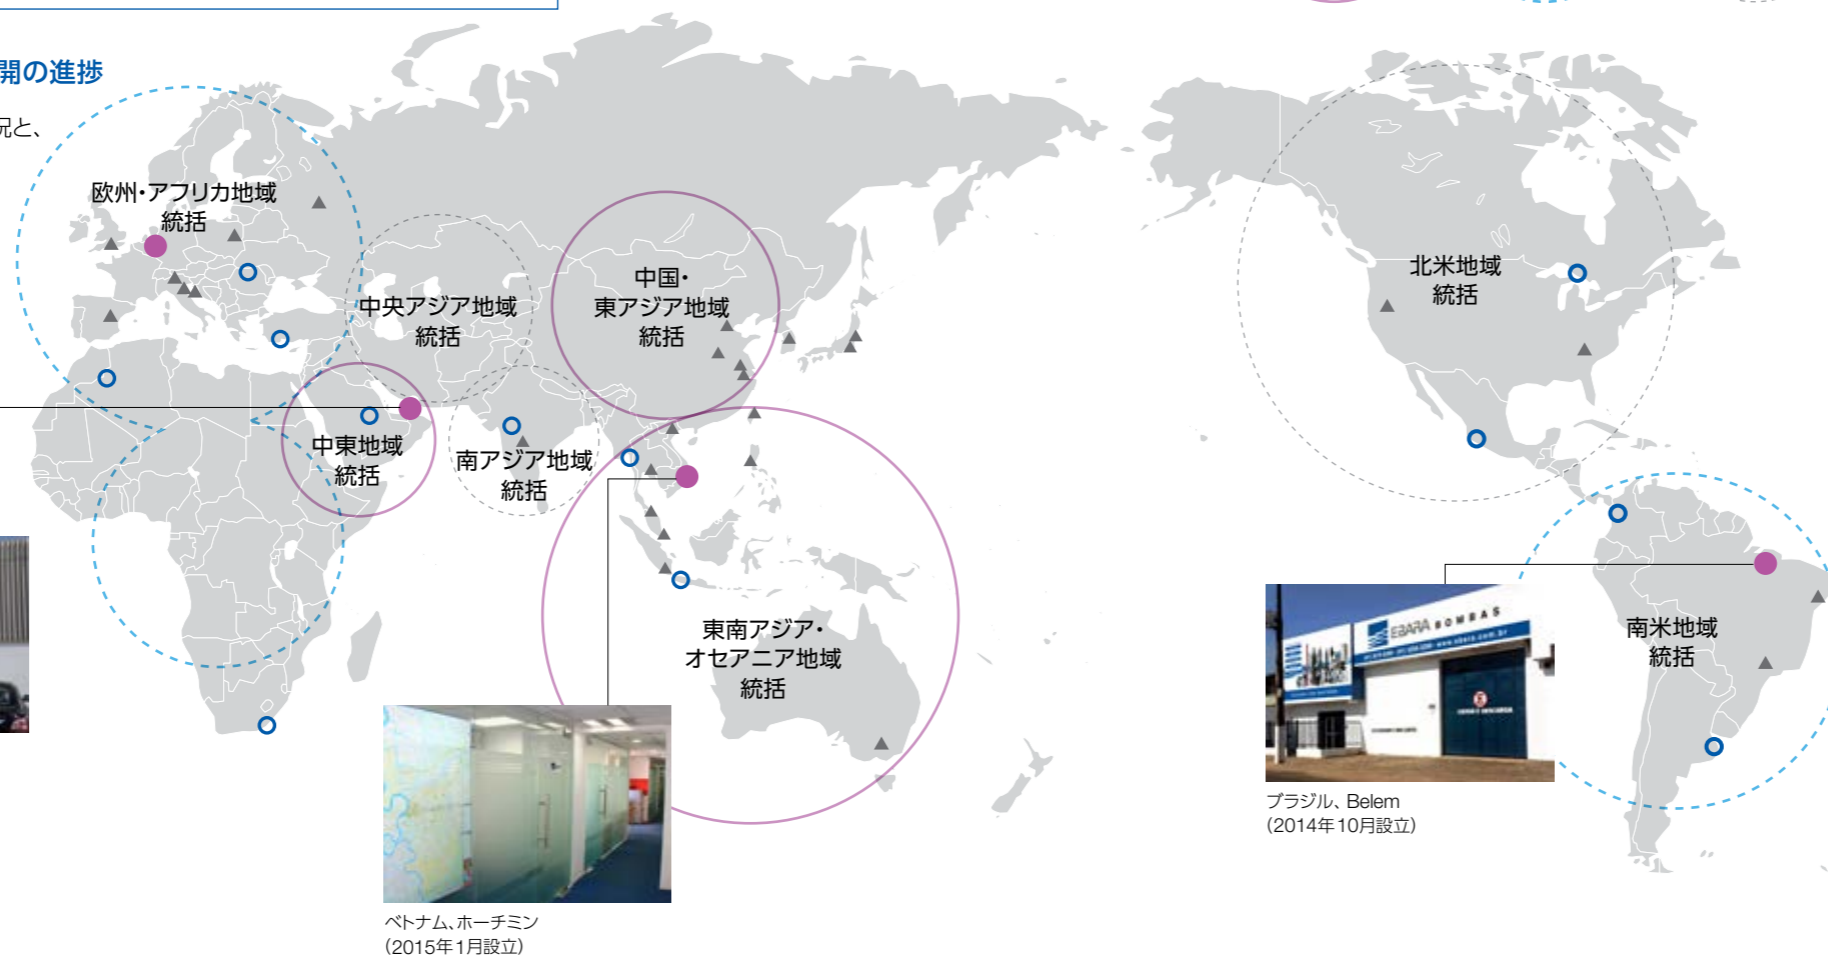 開の進捗
況と、
欧州・アフリカ地域
統括
中央アジア地域
統括
中国・
東アジア地域
統括
中東地域
統括
南アジア地域
統括
東南アジア・
オセアニア地域
統括
北米地域
統括
南米地域
統括
EBARA BOMBAS
ベトナム、ホーチミン
（2015年1月設立）
ブラジル、Belem
（2014年10月設立）